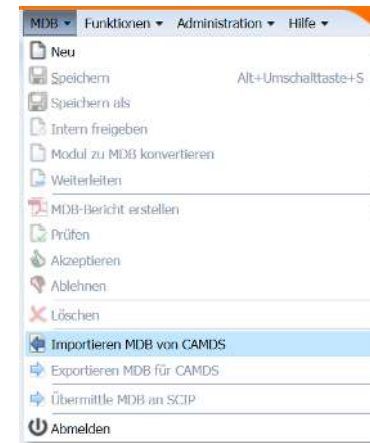 MDB Funktionen Administration Hilfe
Neu
Speichern Alt+Umschalttaste+S
Speichern als
Intern freigeben
Modul zu MDB konvertieren
Weiterleiten
MDB-Bericht erstellen
Prüfen
Akzeptieren
Ablehnen
Löschen
Importieren MDB von CAMDS
Exportieren MDB für CAMDS
Übermittle MDB an SCIP
Abmelden